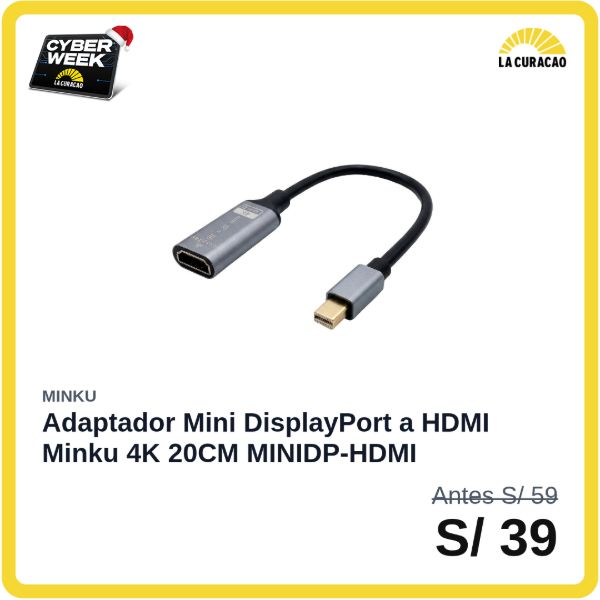 CYBER
WEEK
LA CURACAO
LA CURACAO
MINKU
Adaptador Mini DisplayPort a HDMI
Minku 4K 20CM MINIDP-HDMI
Antes S/ 59
S/ 39